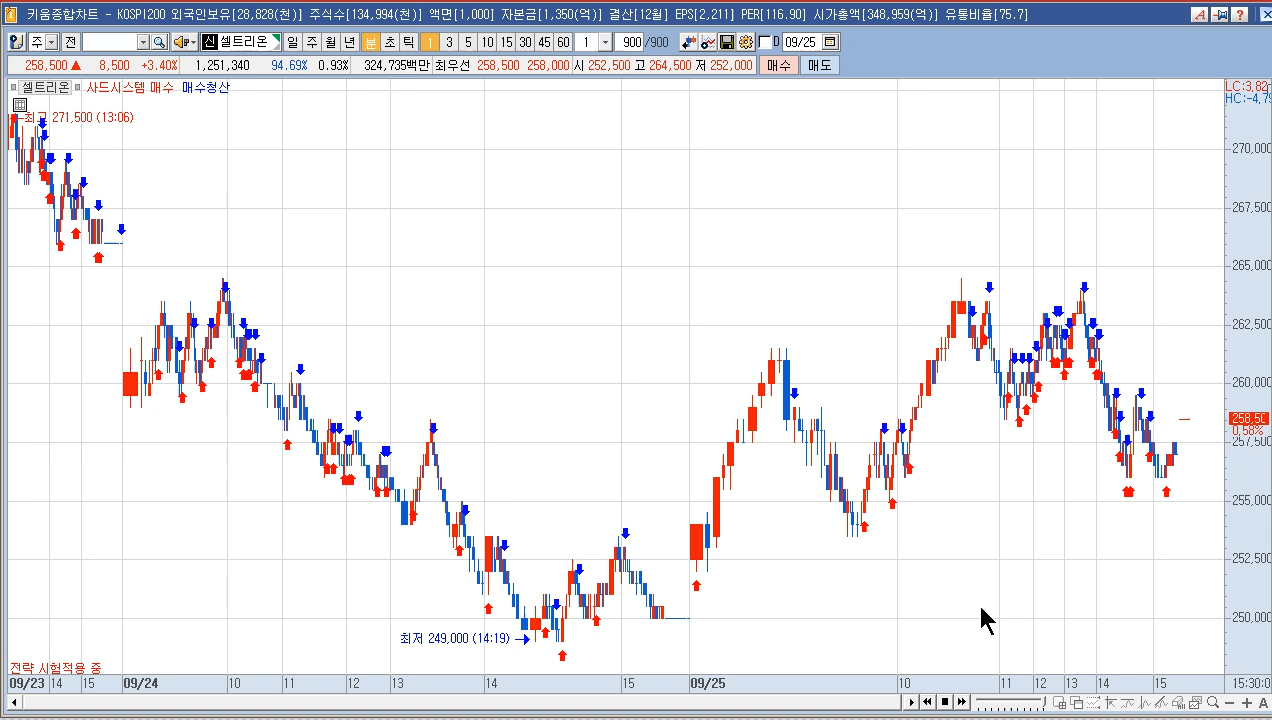 키움종합차트 - KOSPI200 외국인보유[28,828(천)] 주식수[134,994(천)] 액면[1,000] 자본금[1,350(억)] 결산[12월] EPS[2,211] PER[116.90] 시가총액[348,959(억)] 유통비율[75.7]
주 전 신 셀트리온 일 주 월 년 분 초 틱 1 3 5 10 15 20 30 45 60 1 900 /900 D 09/25
258,500 ▲ 8,500 +3.40% 1,251,340 94.69% 0.93% 324,735백만 최우선 258,500 258,000 시 252,500 고 264,500 저 252,000 매수 매도
셀트리온 사드시스템 매수 매수청산
LC:3,82
HC:-4,79
최고 271,500 (13:06)
270,000
267,500
265,000
262,500
260,000
258,50
0,58%
257,500
255,000
252,500
250,000
최저 249,000 (14:19)
전략 시험적용 중
09/23 14 15 09/24 10 11 12 13 14 15 09/25 10 11 12 13 14 15 15:30:0